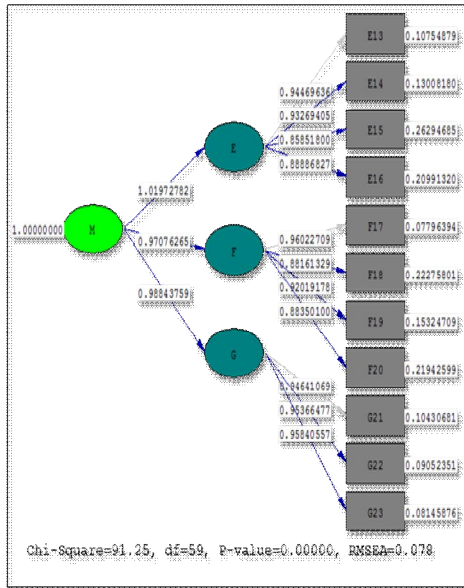 E13 0.10754879
0.94469636 E14 0.13008180
0.93269405
0.85851800 E15 0.26294685
E
0.88886827 E16 0.20991320
1.01972782
1.00000000 M
0.96022709 F17 0.07796394
0.97076265 F 0.88161329 F18 0.22275801
0.92019178
0.98843759 0.88350100 F19 0.15324709
F20 0.21942599
G
0.94641069 G21 0.10430681
0.95366477
0.95840557 G22 0.09052351
G23 0.08145876
Chi-Square=91.25, df=59, P-value=0.00000, RMSEA=0.078